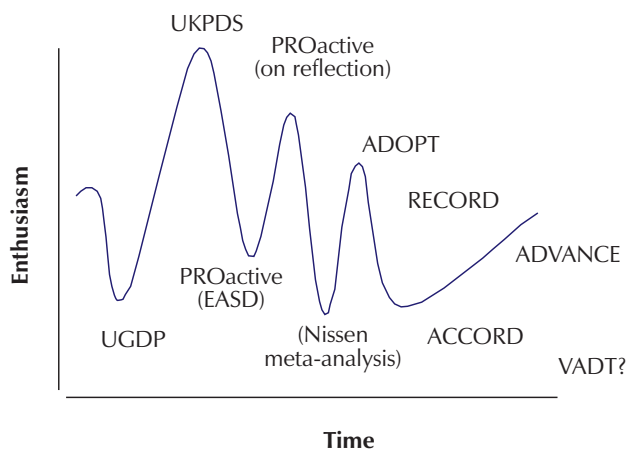 UKPDS
PROactive
(on reflection)
ADOPT
RECORD
ADVANCE
PROactive
(EASD)
UGDP
(Nissen
meta-analysis)
ACCORD
VADT?
Enthusiasm
Time